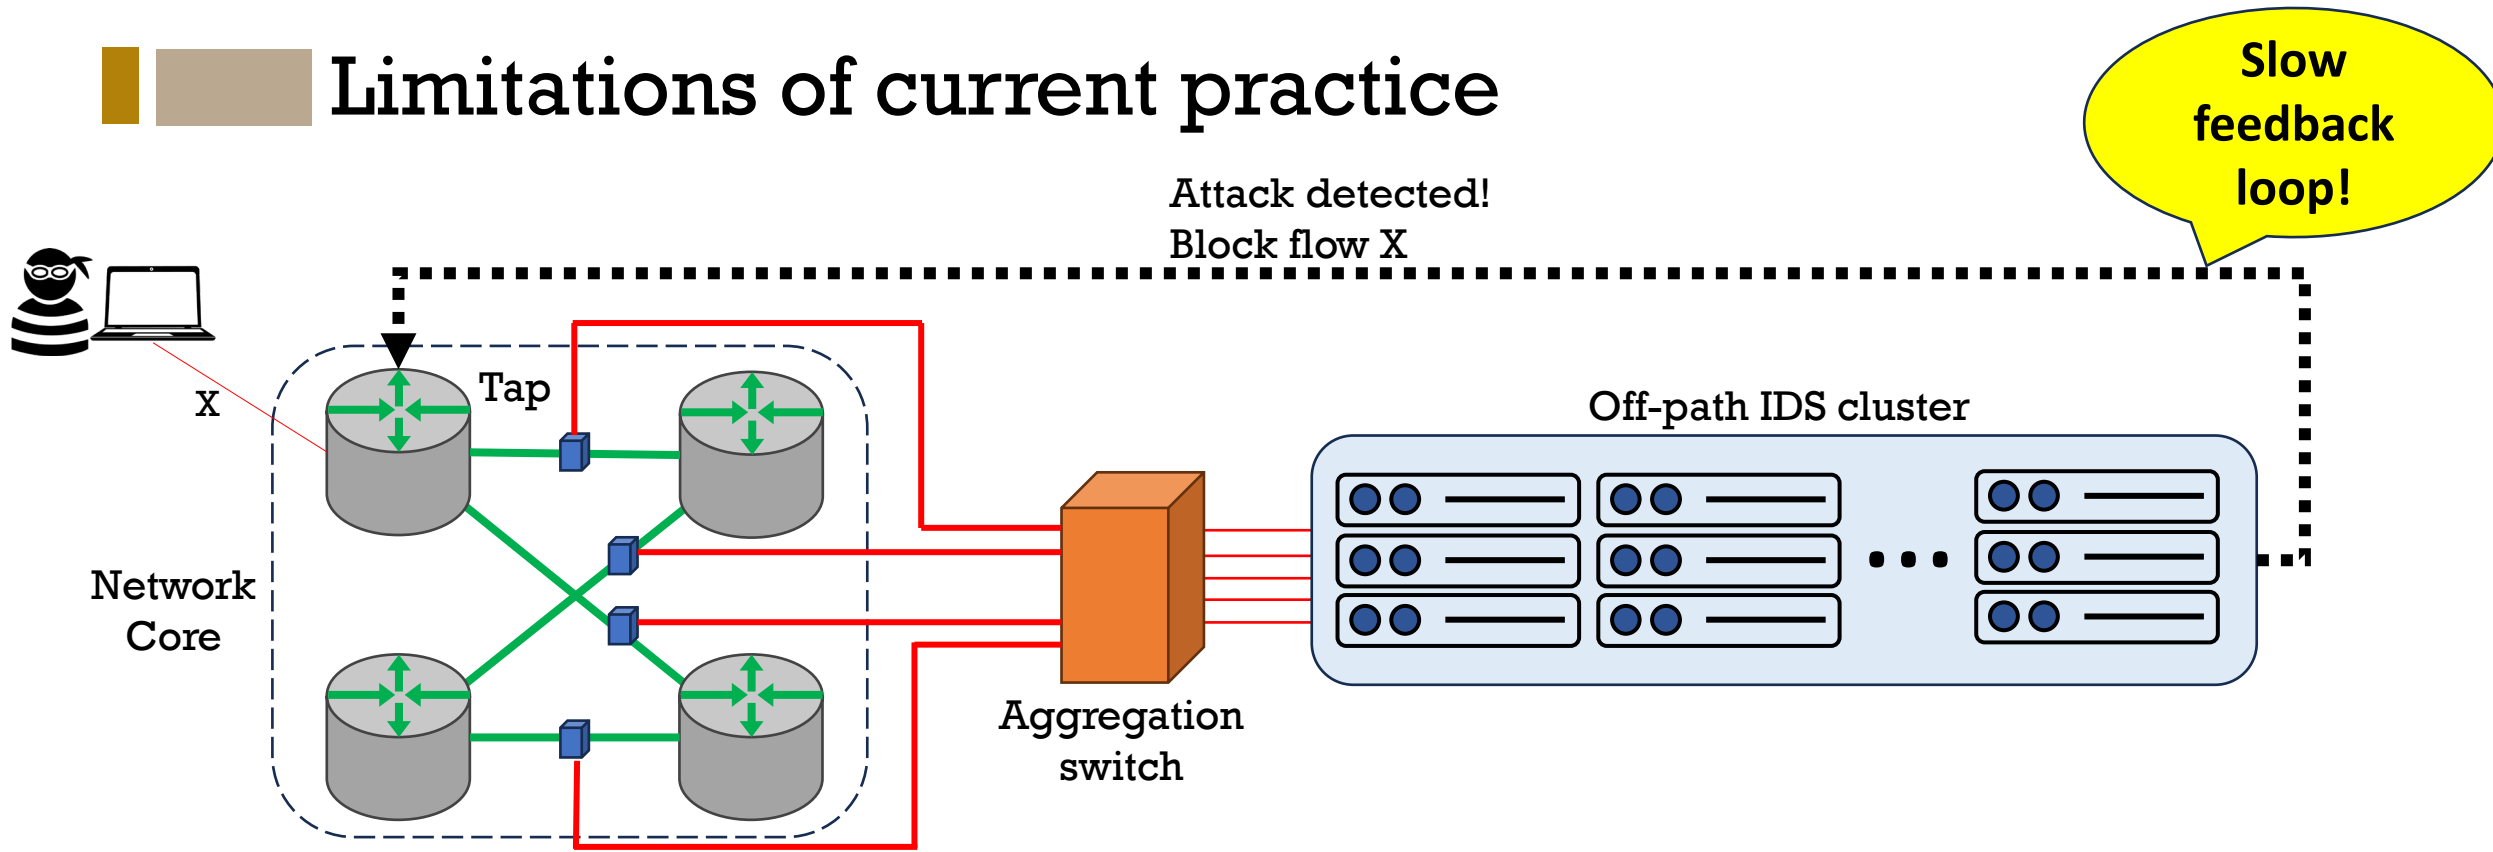 Limitations of current practice
Slow
feedback
loop!
Attack detected!
Block flow X
X
Tap
Off-path IDS cluster
Network
Core
Aggregation
switch